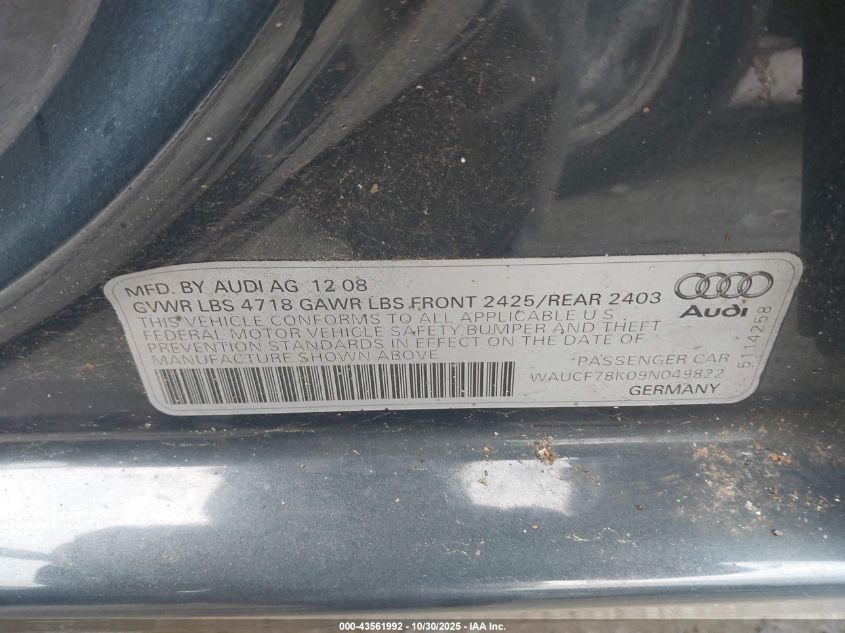 MFD. BY AUDI AG 12 08
GVWR LBS 4718 GAWR LBS FRONT 2425/REAR 2403
THIS VEHICLE CONFORMS TO ALL APPLICABLE U S
FEDERAL MOTOR VEHICLE SAFETY, BUMPER AND THEFT
PREVENTION STANDARDS IN EFFECT ON THE DATE OF
MANUFACTURE SHOWN ABOVE
PASSENGER CAR
WAUCF78K09N049822
GERMANY
Audi
9114258
000-43561992 - 10/30/2025 - IAA Inc.